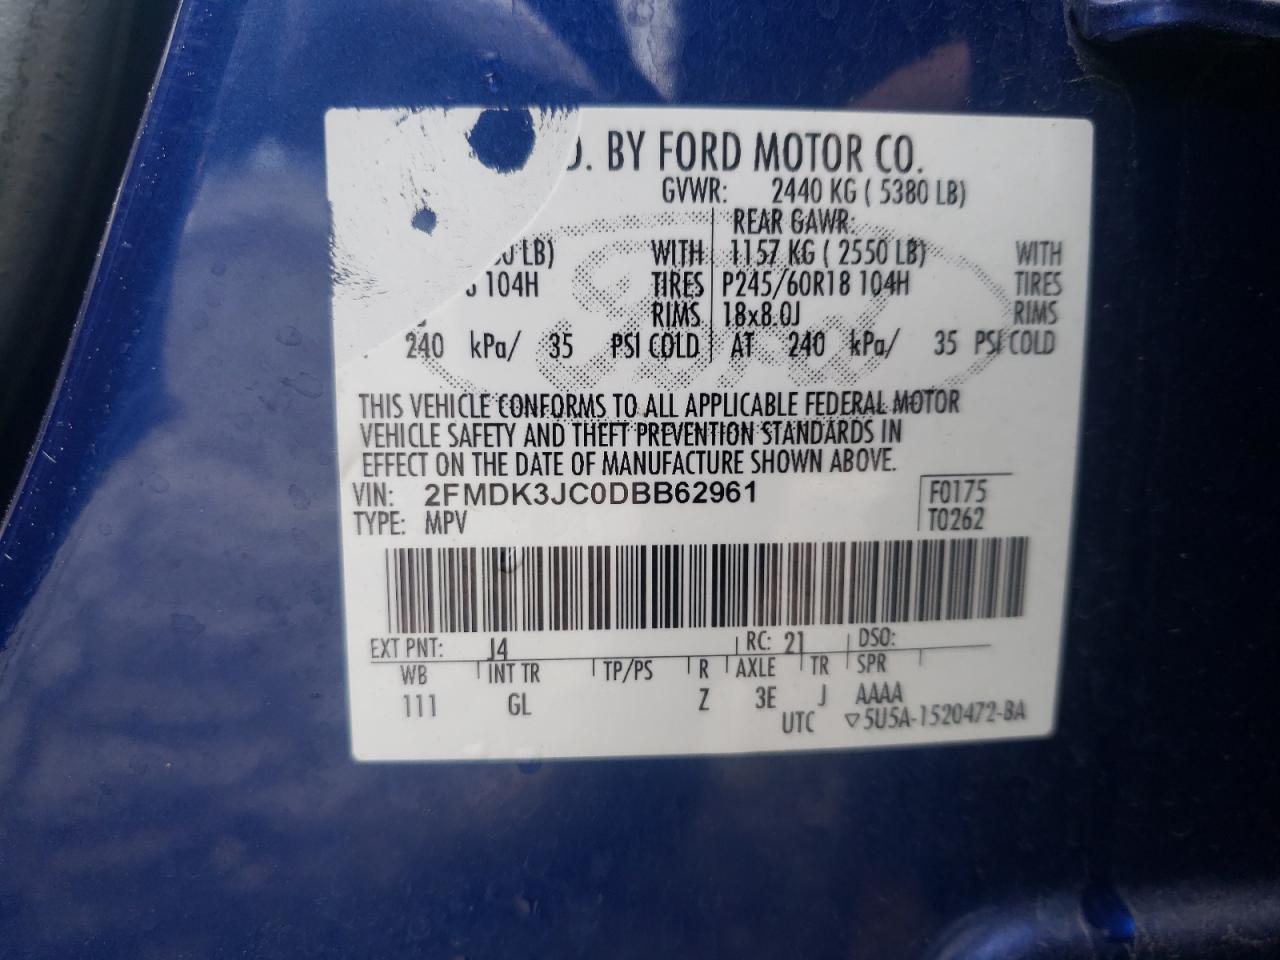 BY FORD MOTOR CO.
GVWR: 2440 KG ( 5380 LB)
REAR GAWR:
LB) WITH 1157 KG ( 2550 LB) WITH
104H TIRES P245/60R18 104H TIRES
RIMS 18x8.0J RIMS
240 kPa/ 35 PSI COLD AT 240 kPa/ 35 PSI COLD
THIS VEHICLE CONFORMS TO ALL APPLICABLE FEDERAL MOTOR
VEHICLE SAFETY AND THEFT PREVENTION STANDARDS IN
EFFECT ON THE DATE OF MANUFACTURE SHOWN ABOVE.
VIN: 2FMDK3JC0DBB62961 F0175
TYPE: MPV T0262
EXT PNT: J4 RC: 21 DSO:
WB INT TR TP/PS R AXLE TR SPR
111 GL Z 3E J AAAA
UTC ▽5U5A-1520472-BA